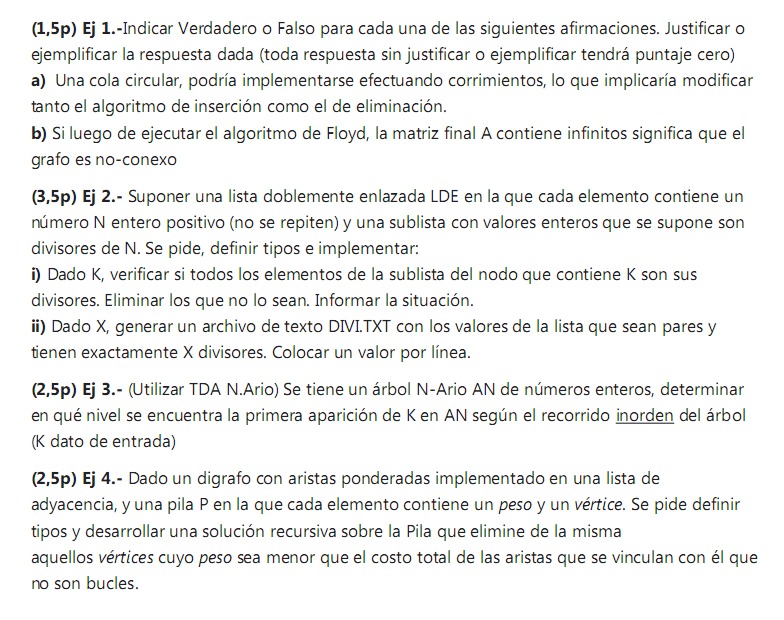 (1,5p) Ej 1.-Indicar Verdadero o Falso para cada una de las siguientes afirmaciones. Justificar o
ejemplificar la respuesta dada (toda respuesta sin justificar o ejemplificar tendrá puntaje cero)
a) Una cola circular, podría implementarse efectuando corrimientos, lo que implicaría modificar
tanto el algoritmo de inserción como el de eliminación.
b) Si luego de ejecutar el algoritmo de Floyd, la matriz final A contiene infinitos significa que el
grafo es no-conexo
(3,5p) Ej 2.- Suponer una lista doblemente enlazada LDE en la que cada elemento contiene un
número N entero positivo (no se repiten) y una sublista con valores enteros que se supone son
divisores de N. Se pide, definir tipos e implementar:
i) Dado K, verificar si todos los elementos de la sublista del nodo que contiene K son sus
divisores. Eliminar los que no lo sean. Informar la situación.
ii) Dado X, generar un archivo de texto DIVI.TXT con los valores de la lista que sean pares y
tienen exactamente X divisores. Colocar un valor por línea.
(2,5p) Ej 3.- (Utilizar TDA N.Ario) Se tiene un árbol N-Ario AN de números enteros, determinar
en qué nivel se encuentra la primera aparición de K en AN según el recorrido inorden del árbol
(K dato de entrada)
(2,5p) Ej 4.- Dado un digrafo con aristas ponderadas implementado en una lista de
adyacencia, y una pila P en la que cada elemento contiene un peso y un vértice. Se pide definir
tipos y desarrollar una solución recursiva sobre la Pila que elimine de la misma
aquellos vértices cuyo peso sea menor que el costo total de las aristas que se vinculan con él que
no son bucles.